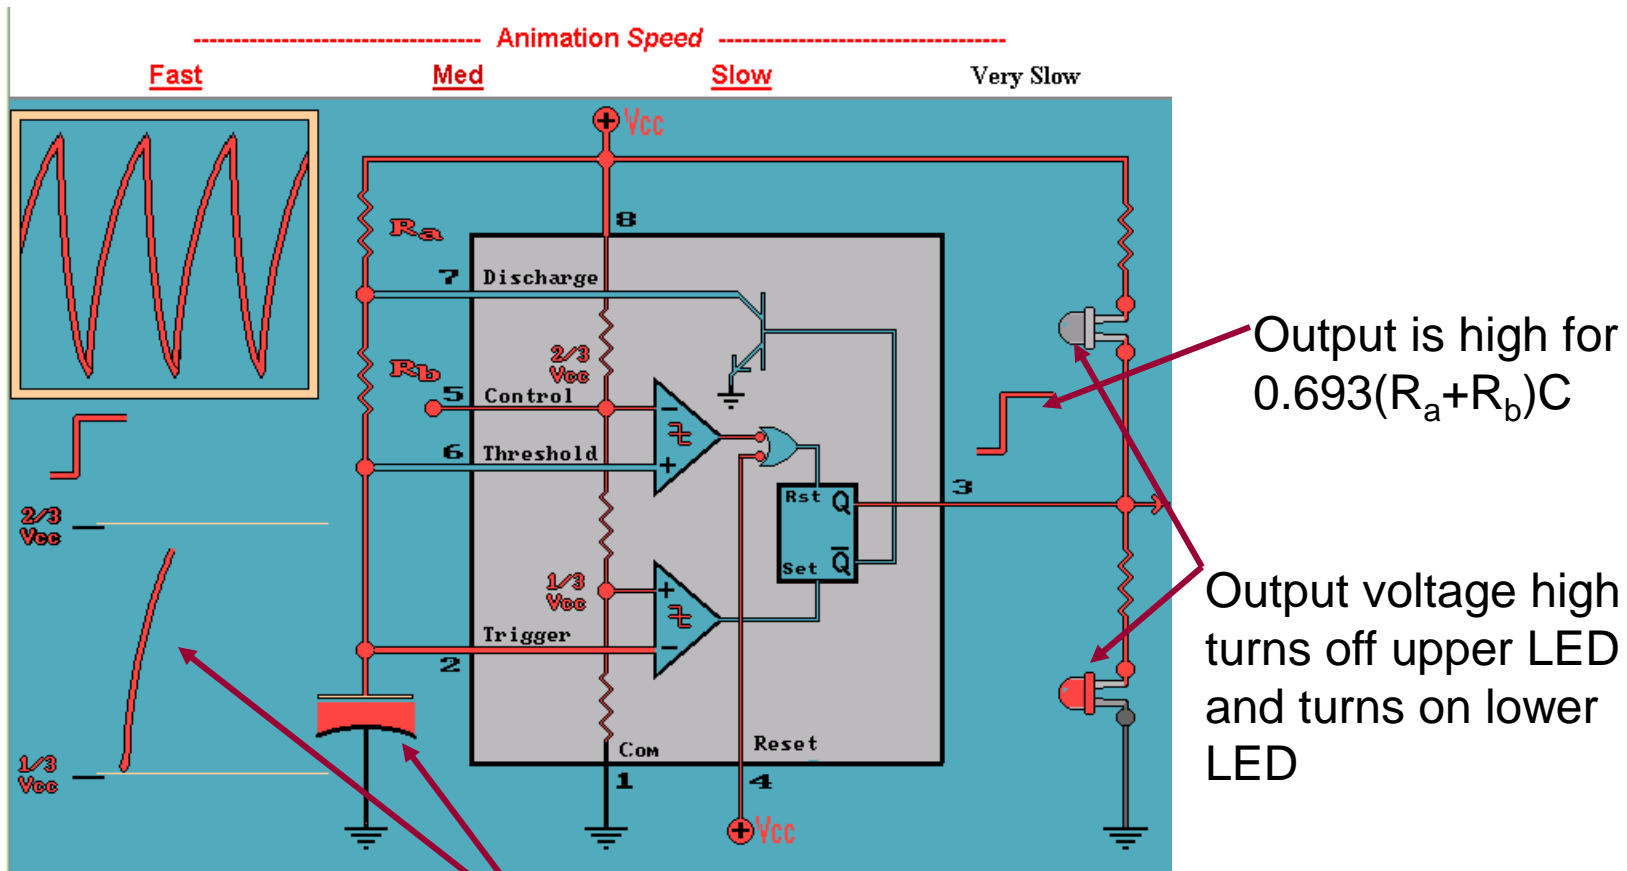 Animation Speed
Fast Med Slow Very Slow
Vcc
Ra
8
7 Discharge
2/3
Vcc
Rb
5 Control
6 Threshold
Rst Q
3
Set Q̅
1/3
Vcc
Trigger
2
Com
Reset
1
4
Vcc
2/3
Vcc
1/3
Vcc
Output is high for
0.693(Ra+Rb)C
Output voltage high
turns off upper LED
and turns on lower
LED